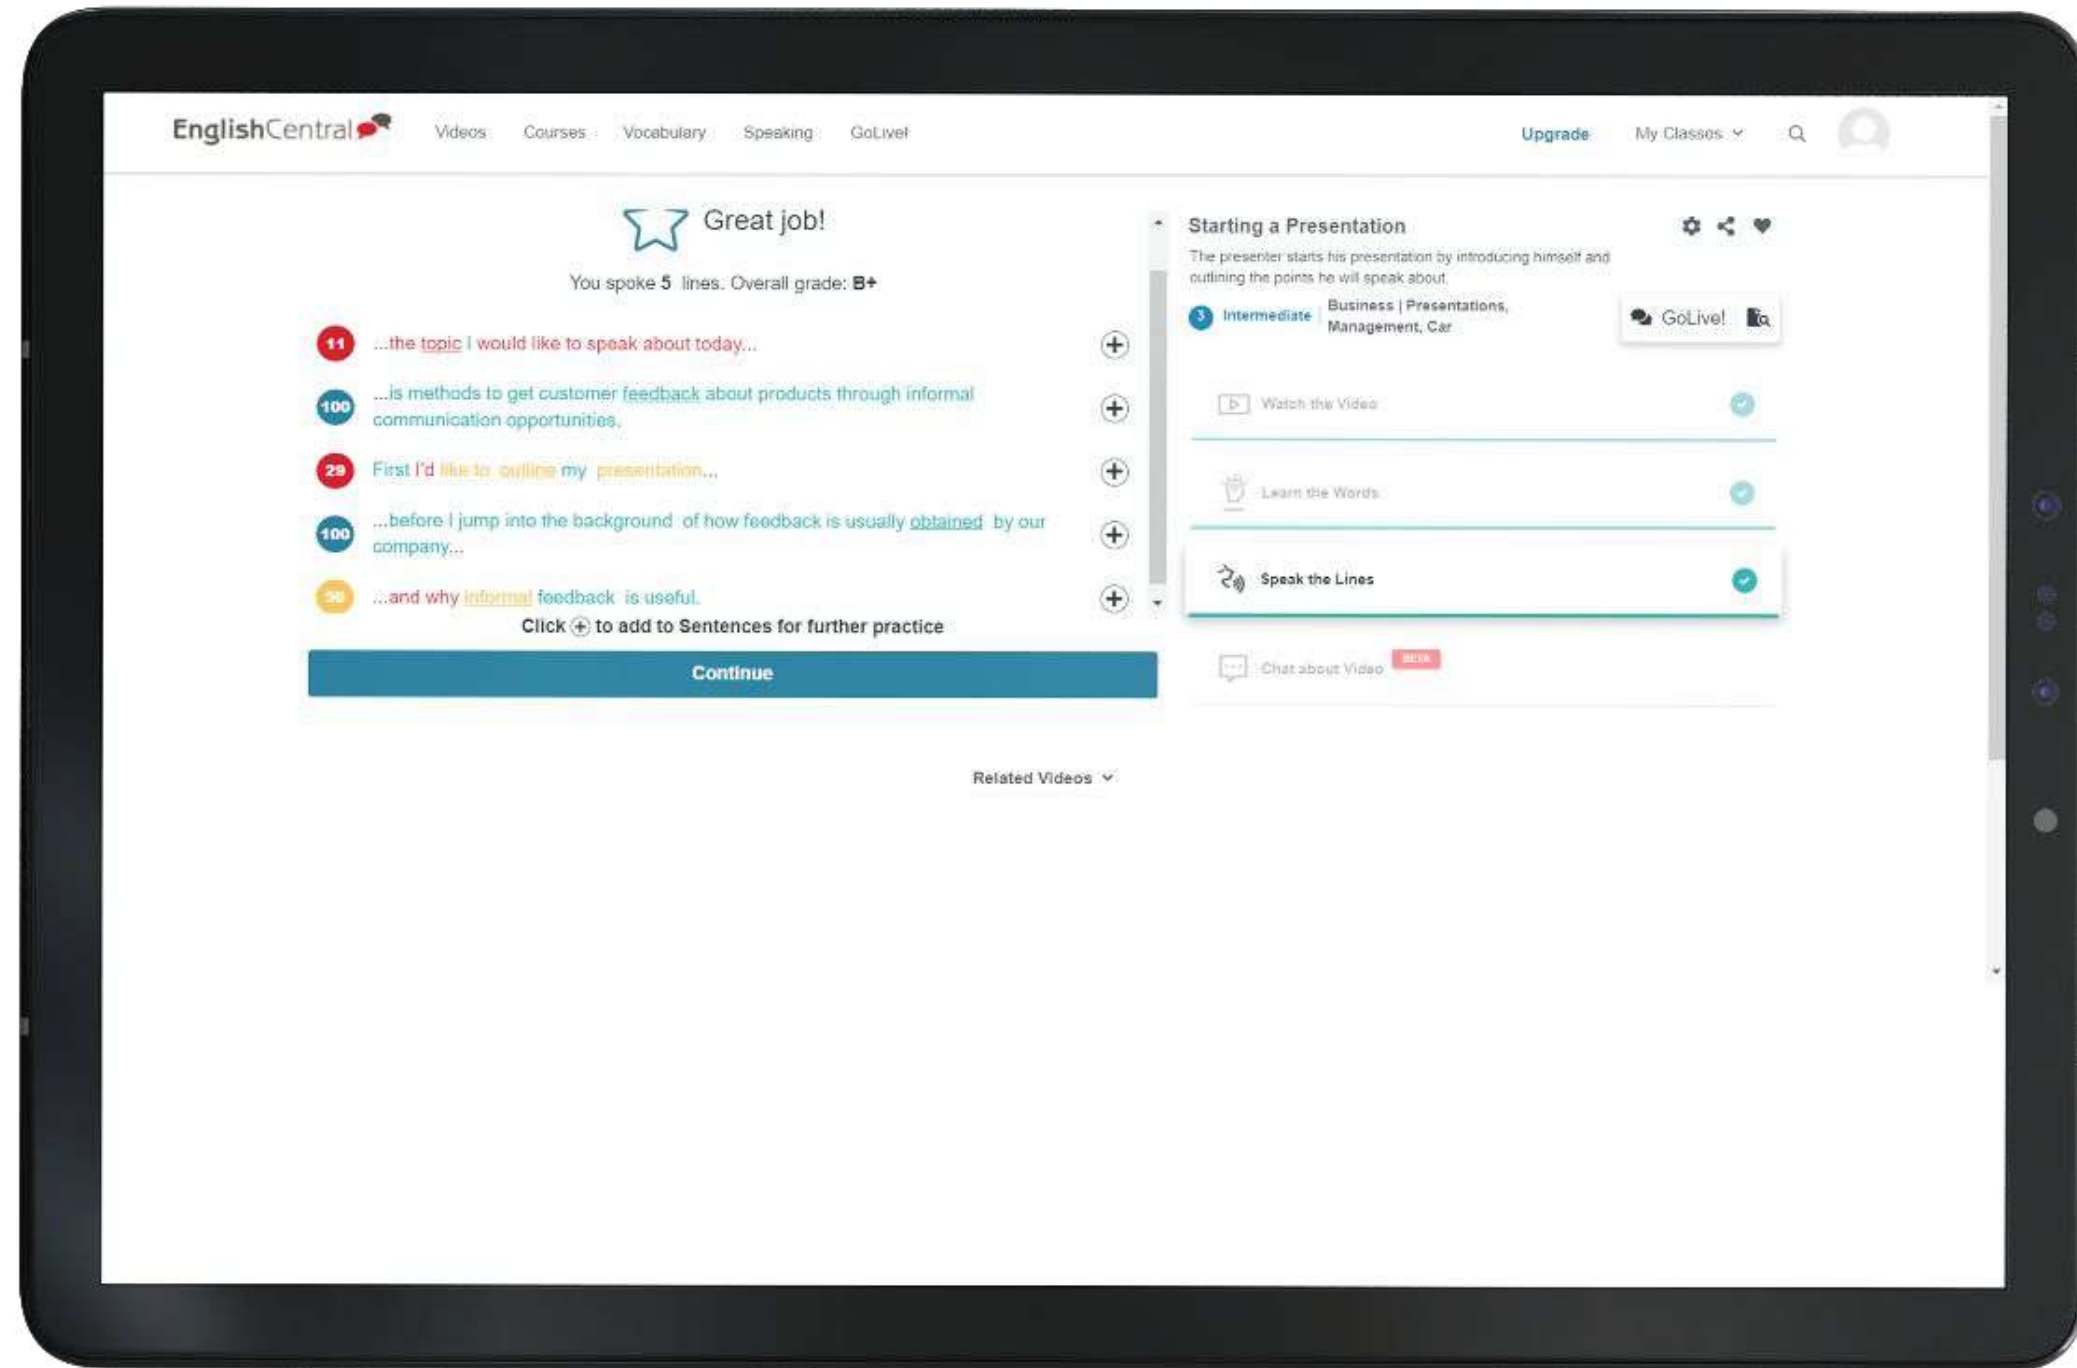 EnglishCentral Videos Courses Vocabulary Speaking GoLive! Upgrade My Classes
Great job!
You spoke 5 lines. Overall grade: B+
11 ...the topic I would like to speak about today...
100 ...is methods to get customer feedback about products through informal
communication opportunities.
29 First I'd like to outline my presentation...
100 ...before I jump into the background of how feedback is usually obtained by our
company...
...and why informal feedback is useful.
Click + to add to Sentences for further practice
Continue
Starting a Presentation
The presenter starts his presentation by introducing himself and
outlining the points he will speak about.
3 Intermediate Business | Presentations,
Management, Car
GoLive!
Watch the Video
Learn the Words
Speak the Lines
Chat about Video BETA
Related Videos